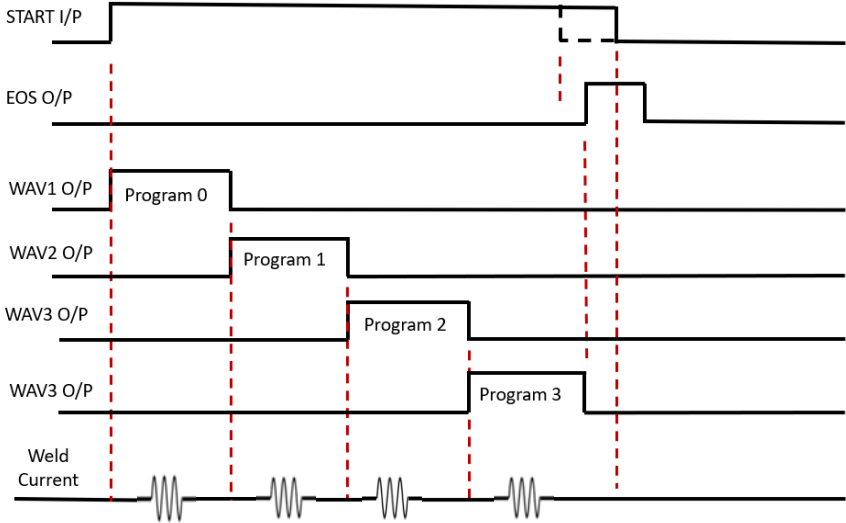 START I/P
EOS O/P
WAV1 O/P
Program 0
WAV2 O/P
Program 1
WAV3 O/P
Program 2
WAV3 O/P
Program 3
Weld
Current